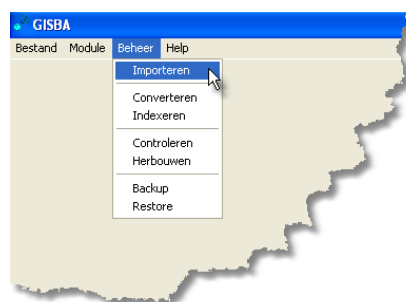 GISBA
Bestand Module Beheer Help
Importeren
Converteren
Indexeren
Controleren
Herbouwen
Backup
Restore